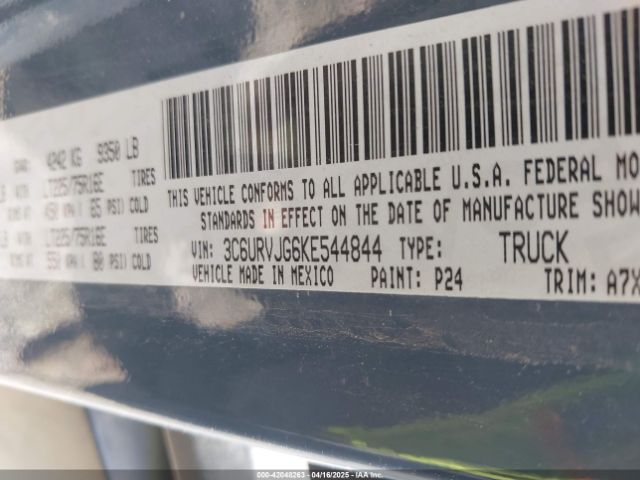 4242 KG 9350 LB
TIRES
LT225/75R16E
450 KPA ( 65 PSI) COLD
TIRES
LT225/75R16E
550 KPA ( 80 PSI) COLD
THIS VEHICLE CONFORMS TO ALL APPLICABLE U.S.A. FEDERAL MO
STANDARDS IN EFFECT ON THE DATE OF MANUFACTURE SHOW
VIN: 3C6URVJG6KE544844 TYPE: TRUCK
VEHICLE MADE IN MEXICO PAINT: P24 TRIM: A7X
000-42048263 - 04/16/2025 - IAAI.COM